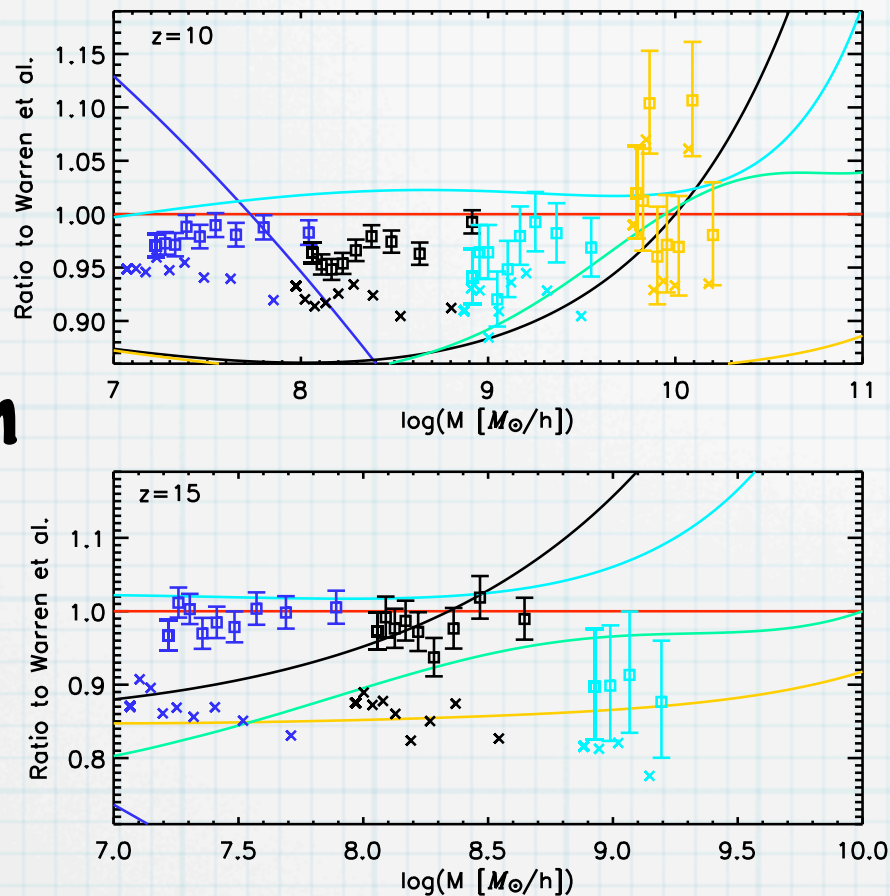 z=10
1.15
1.10
1.05
1.00
0.95
0.90
Ratio to Warren et al.
7 8 9 10 11
log(M [M⊙/h])
z=15
1.1
1.0
0.9
0.8
Ratio to Warren et al.
7.0 7.5 8.0 8.5 9.0 9.5 10.0
log(M [M⊙/h])